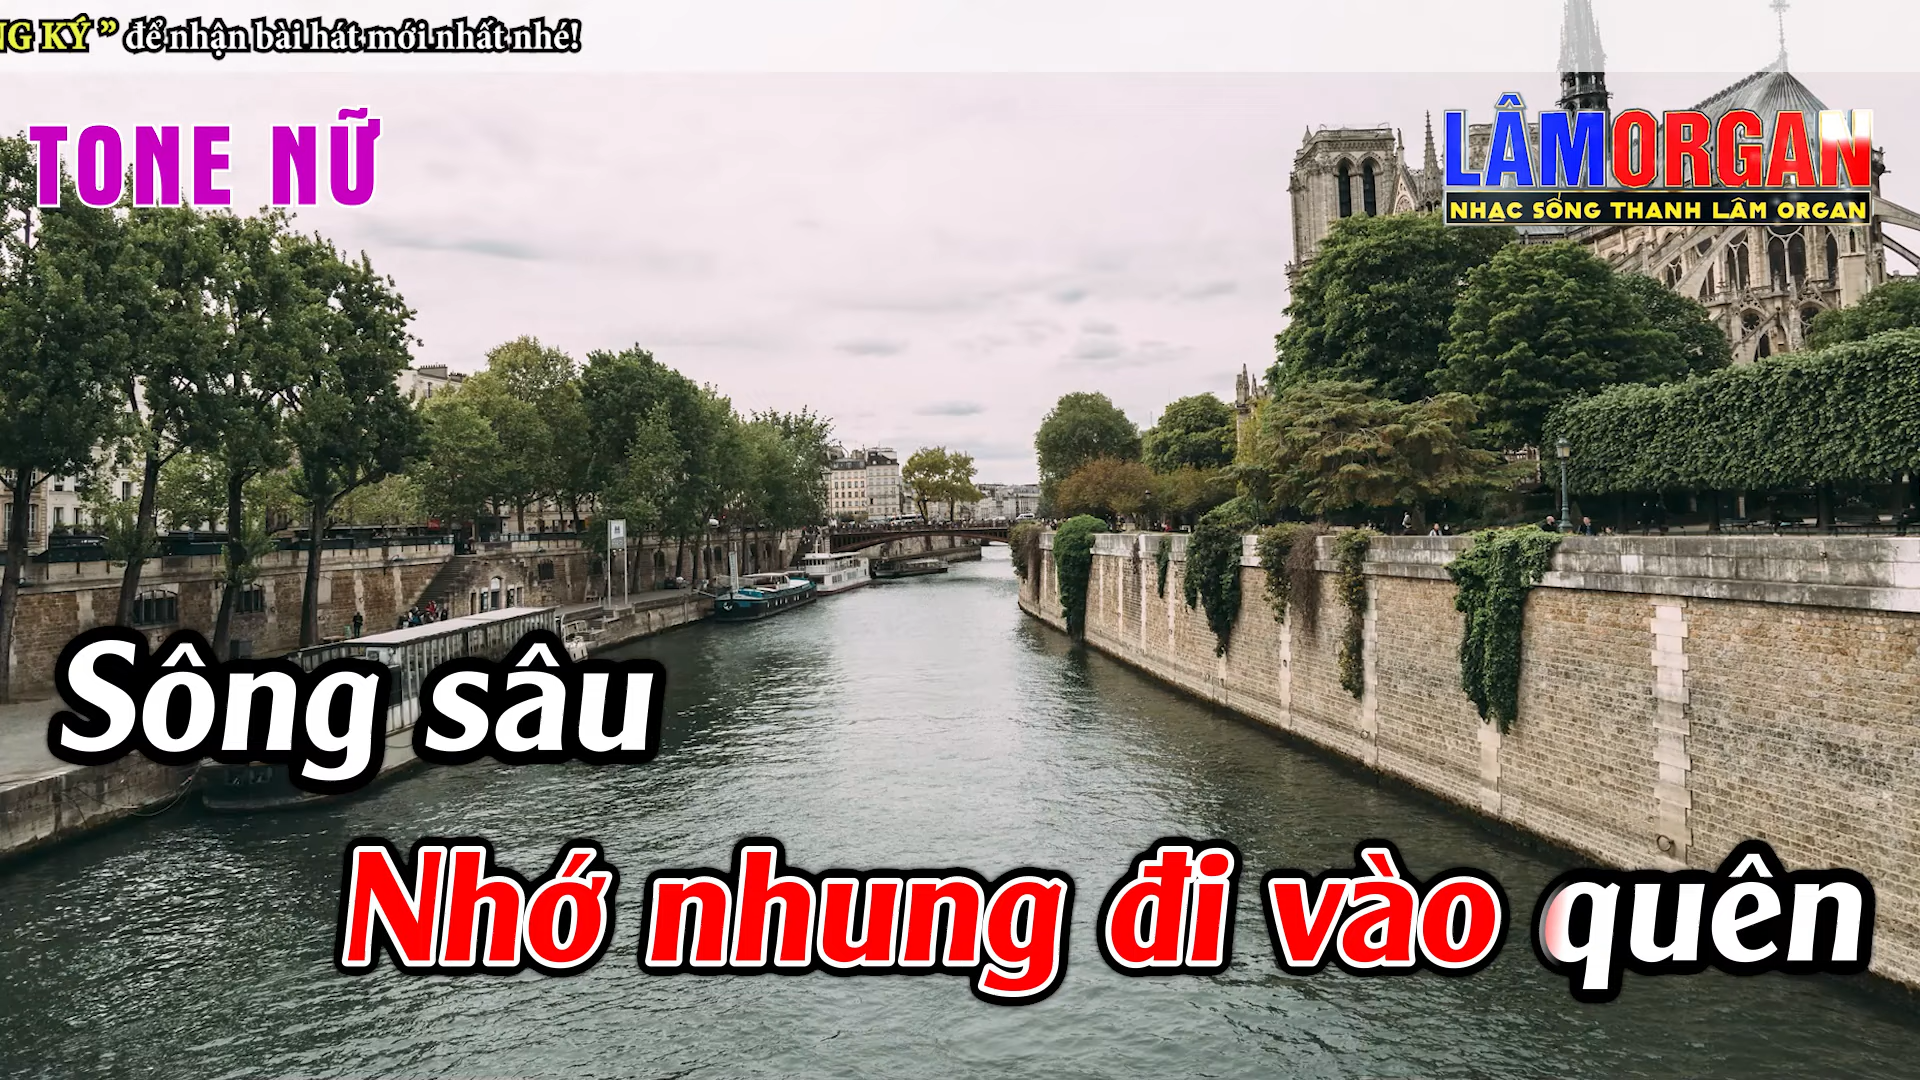 NG KÝ ” để nhận bài hát mới nhất nhé!
TONE NỮ
LÂMORGAN
NHẠC SỐNG THANH LÂM ORGAN
Sông sâu
Nhớ nhung đi vào quên